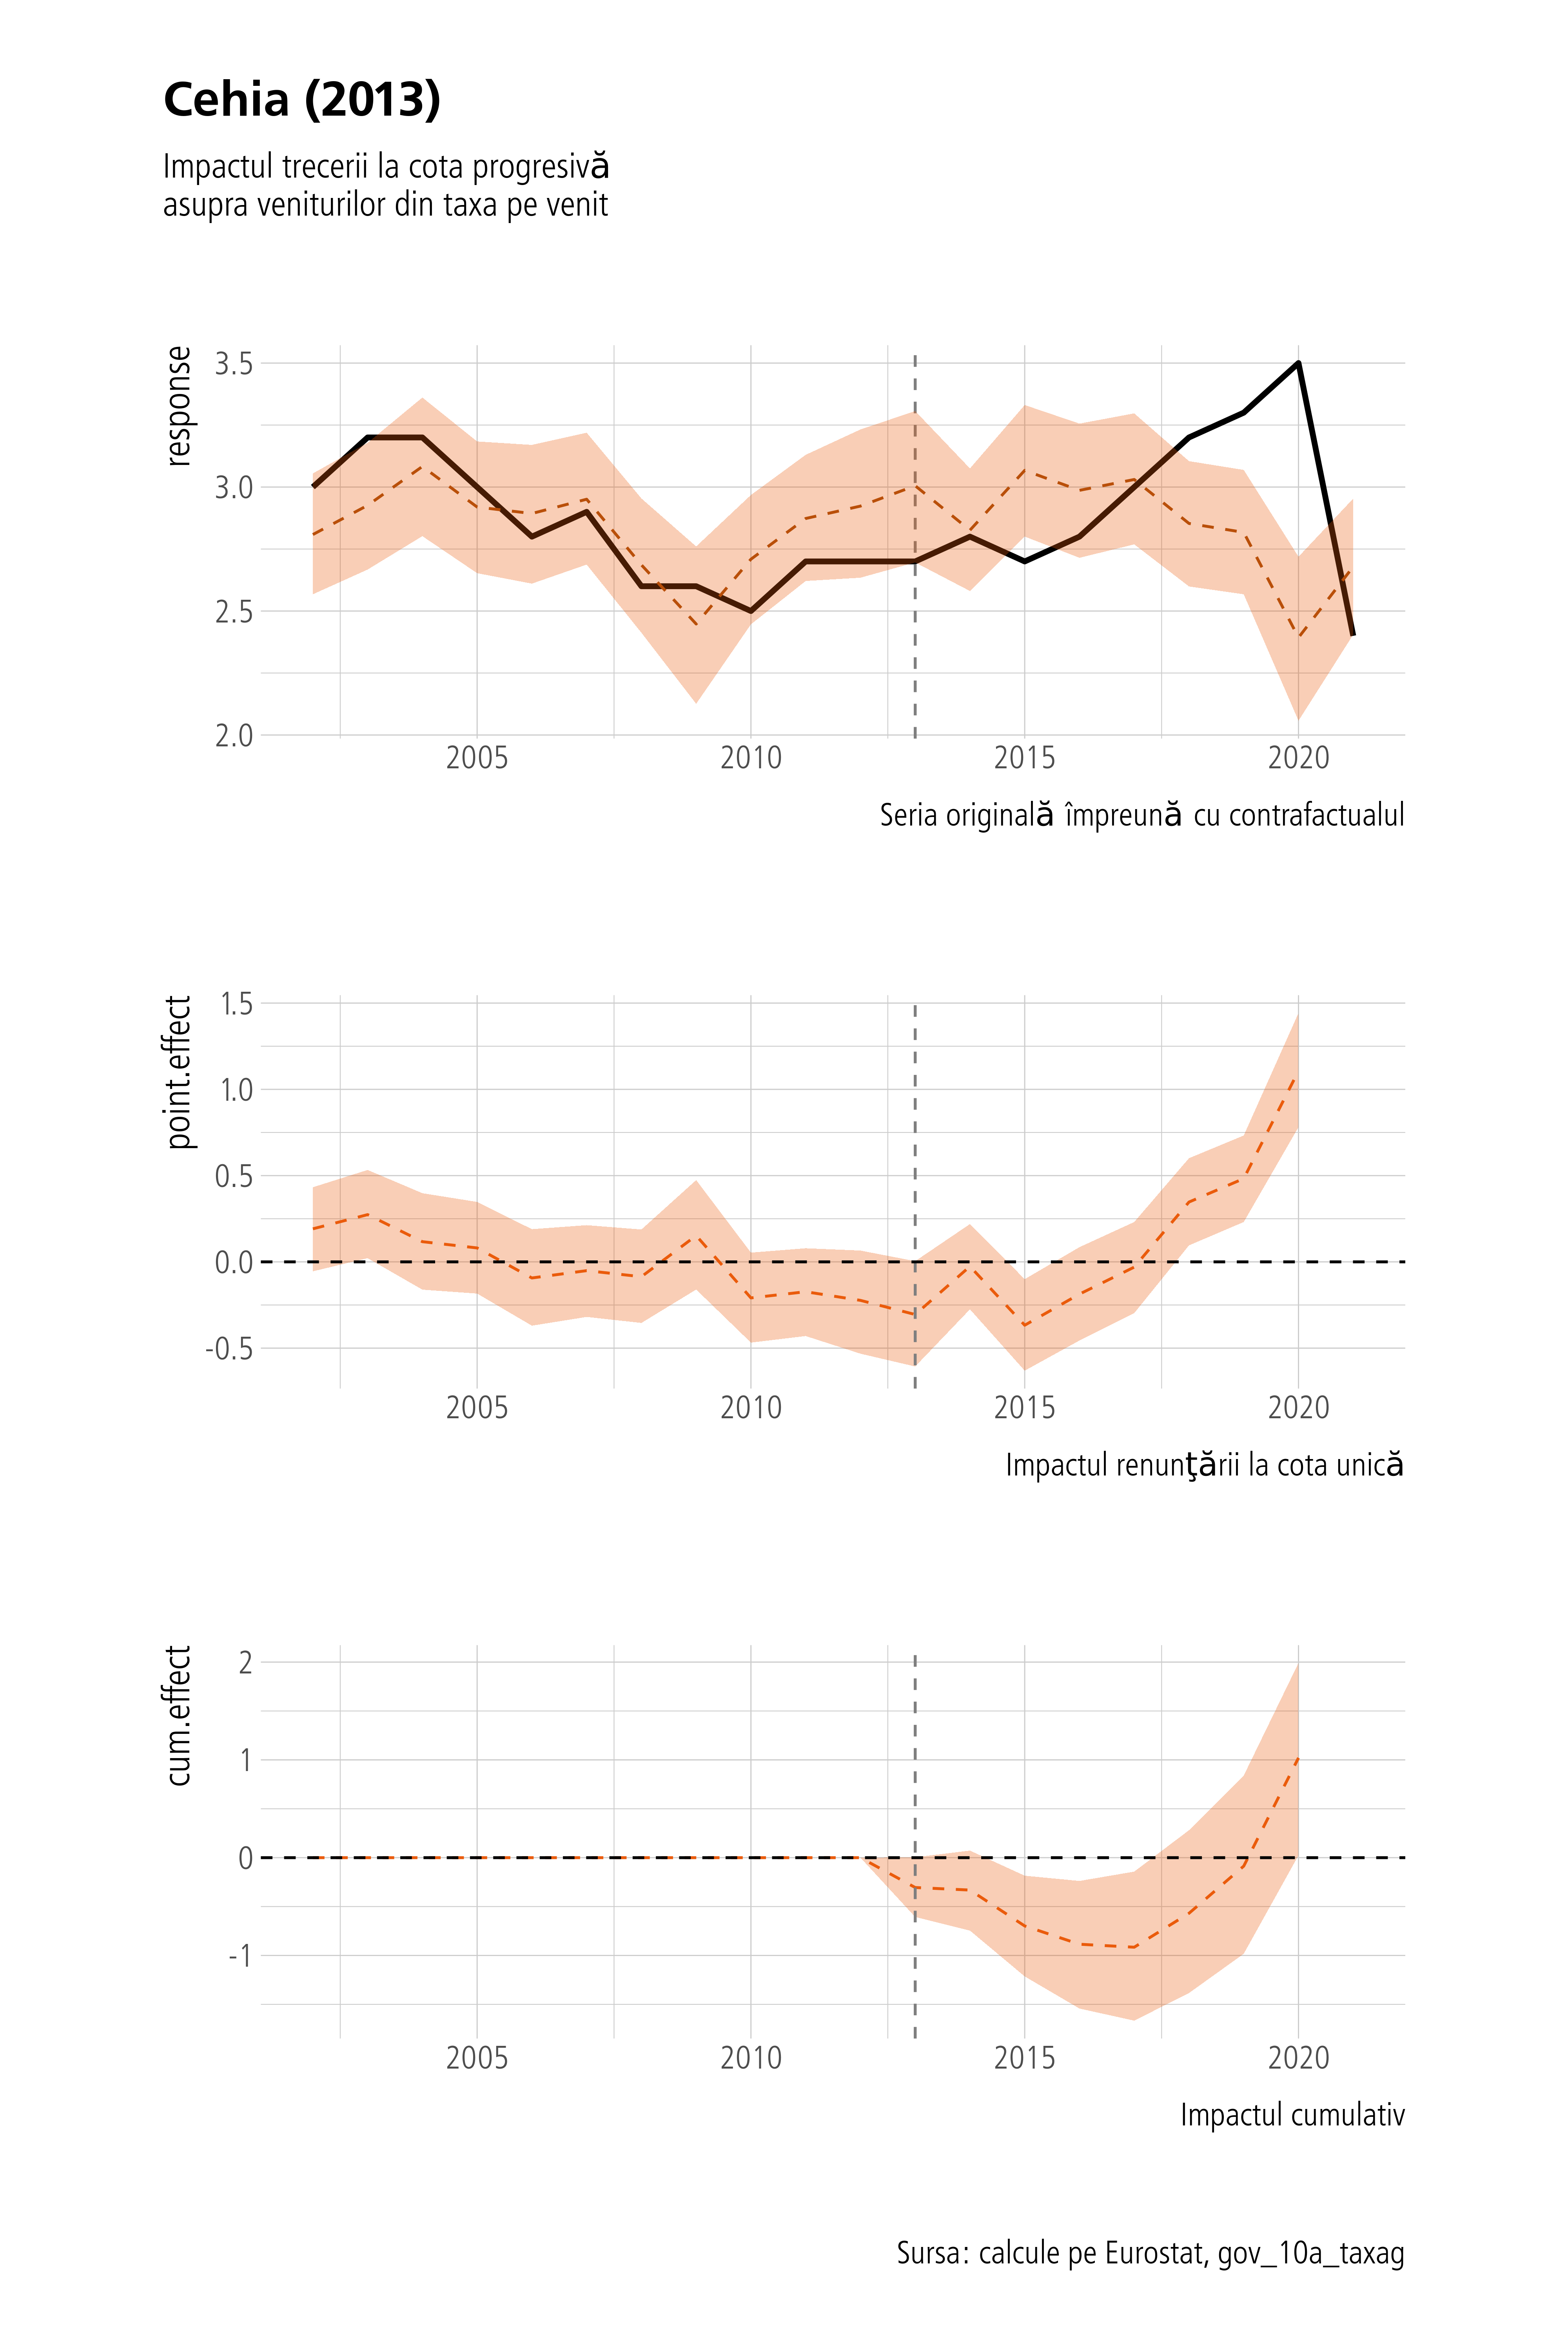 Cehia (2013)
Impactul trecerii la cota progresivă
asupra veniturilor din taxa pe venit
response
3.5
3.0
2.5
2.0
2005 2010 2015 2020
Seria originală împreună cu contrafactualul
point.effect
1.5
1.0
0.5
0.0
-0.5
2005 2010 2015 2020
Impactul renunţării la cota unică
cum.effect
2
1
0
-1
2005 2010 2015 2020
Impactul cumulativ
Sursa: calcule pe Eurostat, gov_10a_taxag